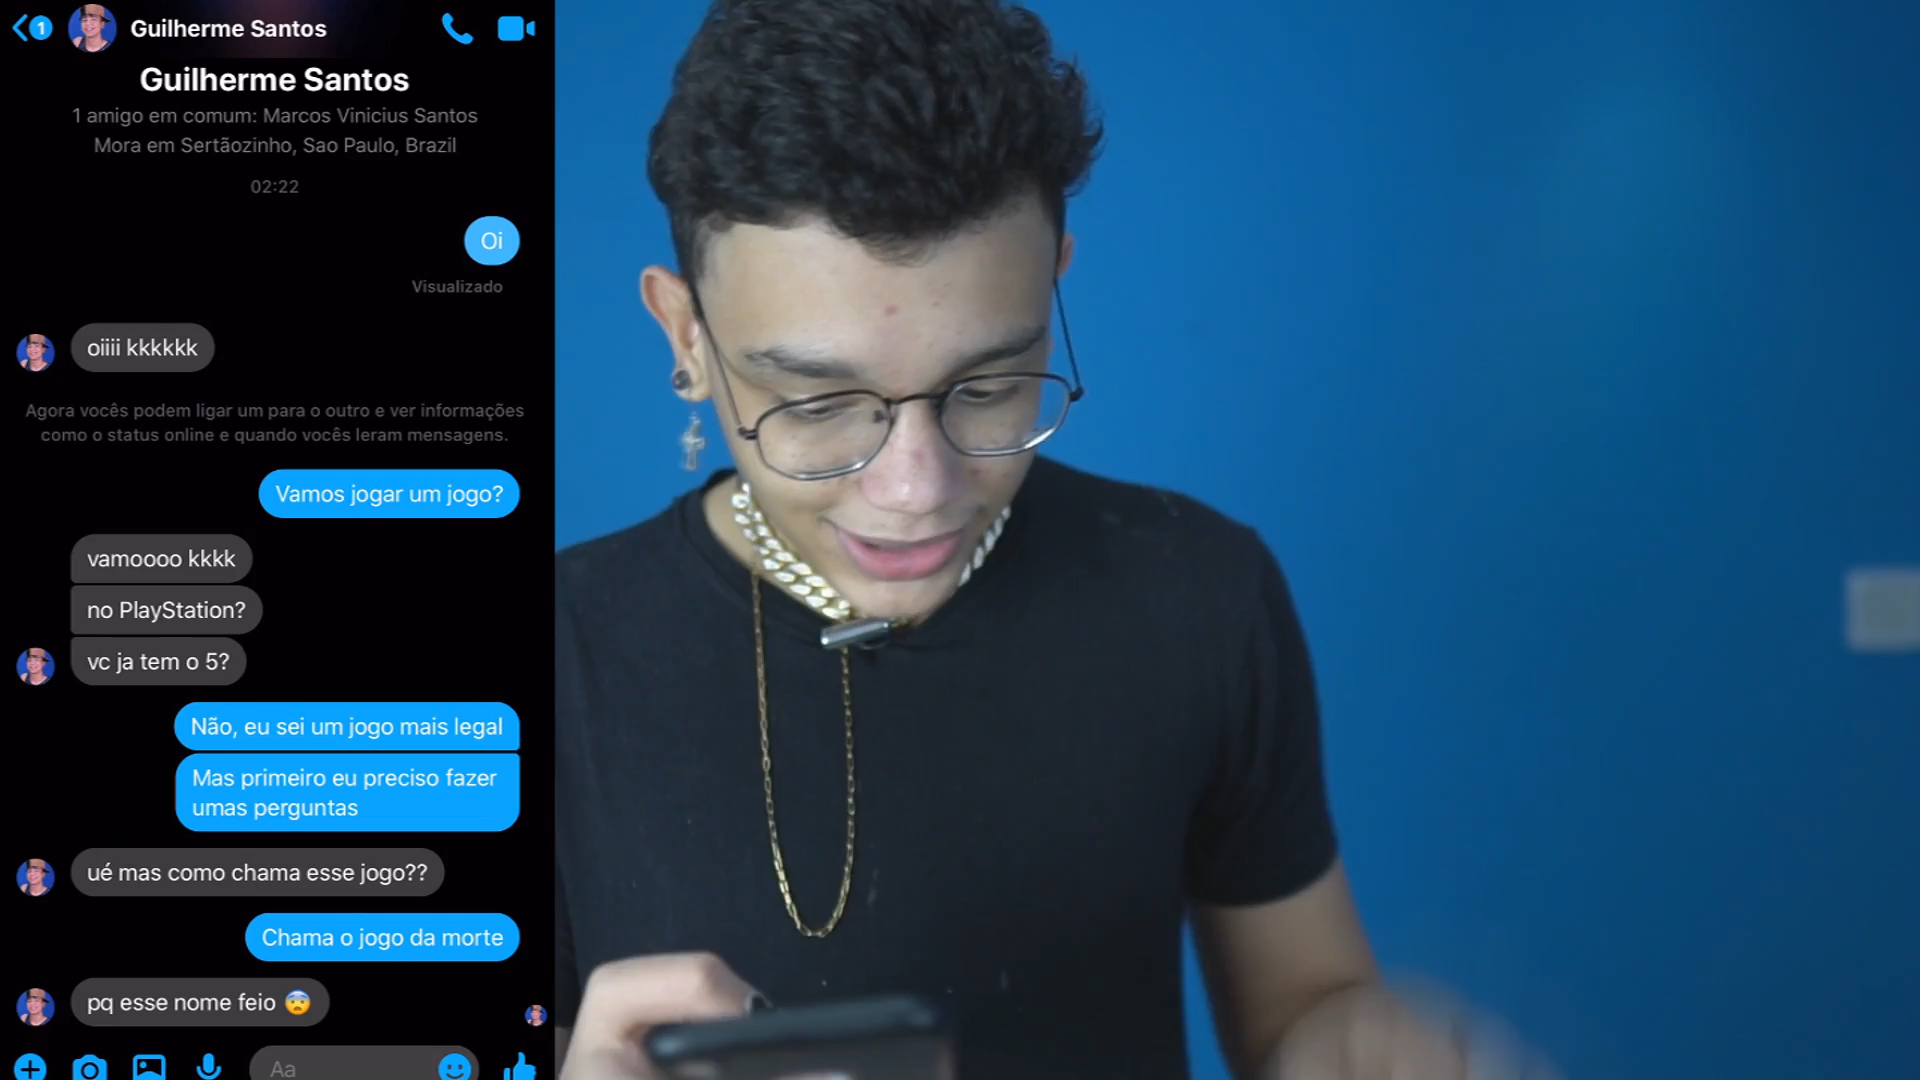 1
Guilherme Santos
Guilherme Santos
1 amigo em comum: Marcos Vinicius Santos
Mora em Sertãozinho, Sao Paulo, Brazil
02:22
Oi
Visualizado
oiiii kkkkkk
Agora vocês podem ligar um para o outro e ver informações
como o status online e quando vocês leram mensagens.
Vamos jogar um jogo?
vamoooo kkkk
no PlayStation?
vc ja tem o 5?
Não, eu sei um jogo mais legal
Mas primeiro eu preciso fazer
umas perguntas
ué mas como chama esse jogo??
Chama o jogo da morte
pq esse nome feio 😨
Aa